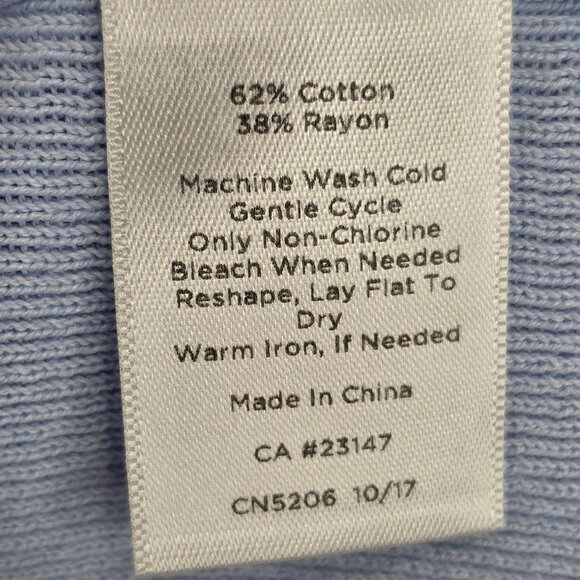 62% Cotton
38% Rayon
Machine Wash Cold
Gentle Cycle
Only Non-Chlorine
Bleach When Needed
Reshape, Lay Flat To
Dry
Warm Iron, If Needed
Made In China
CA #23147
CN5206 10/17